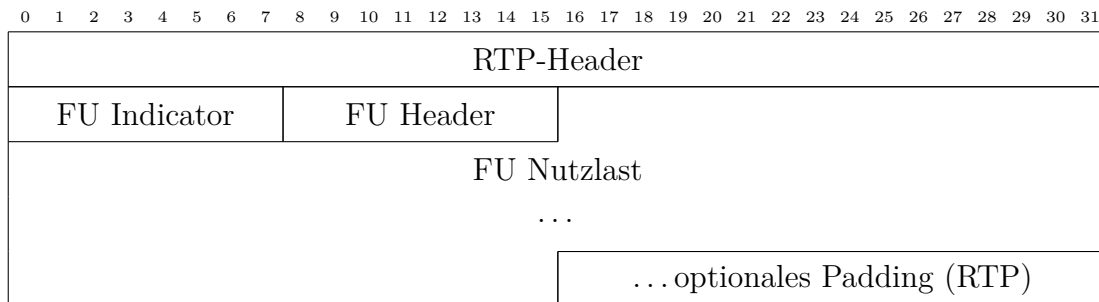 0 1 2 3 4 5 6 7 8 9 10 11 12 13 14 15 16 17 18 19 20 21 22 23 24 25 26 27 28 29 30 31
RTP-Header
FU Indicator FU Header
FU Nutzlast
...
...optionales Padding (RTP)